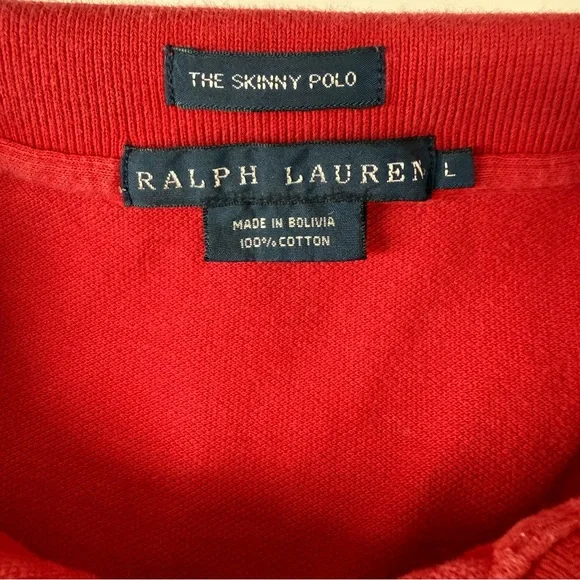 THE SKINNY POLO
RALPH LAUREN L
MADE IN BOLIVIA
100% COTTON